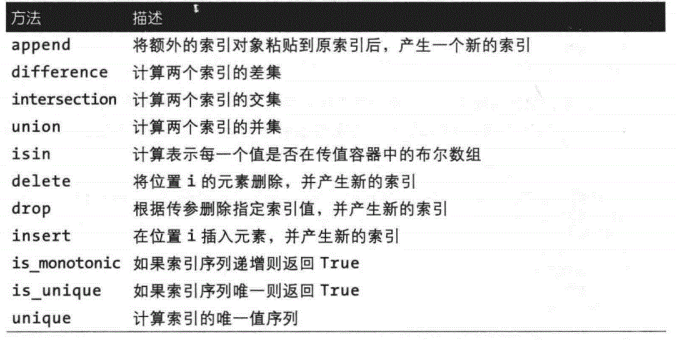 方法 描述
append 将额外的索引对象粘贴到原索引后，产生一个新的索引
difference 计算两个索引的差集
intersection 计算两个索引的交集
union 计算两个索引的并集
isin 计算表示每一个值是否在传值容器中的布尔数组
delete 将位置 i 的元素删除，并产生新的索引
drop 根据传参删除指定索引值，并产生新的索引
insert 在位置 i 插入元素，并产生新的索引
is_monotonic 如果索引序列递增则返回 True
is_unique 如果索引序列唯一则返回 True
unique 计算索引的唯一值序列